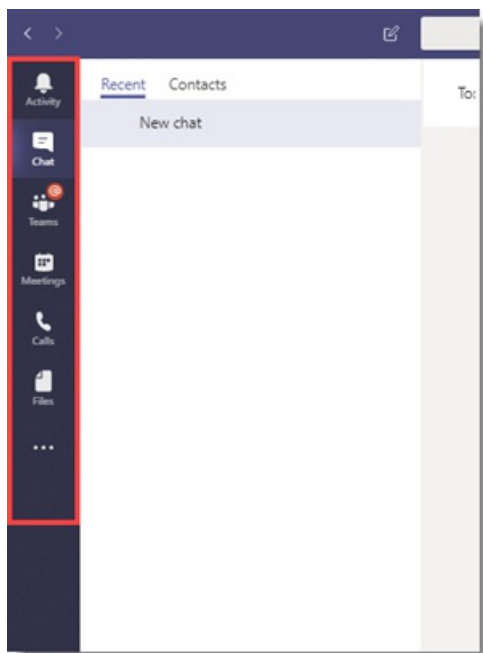 Activity
Recent Contacts
To:
New chat
Chat
Teams
Meetings
Calls
Files